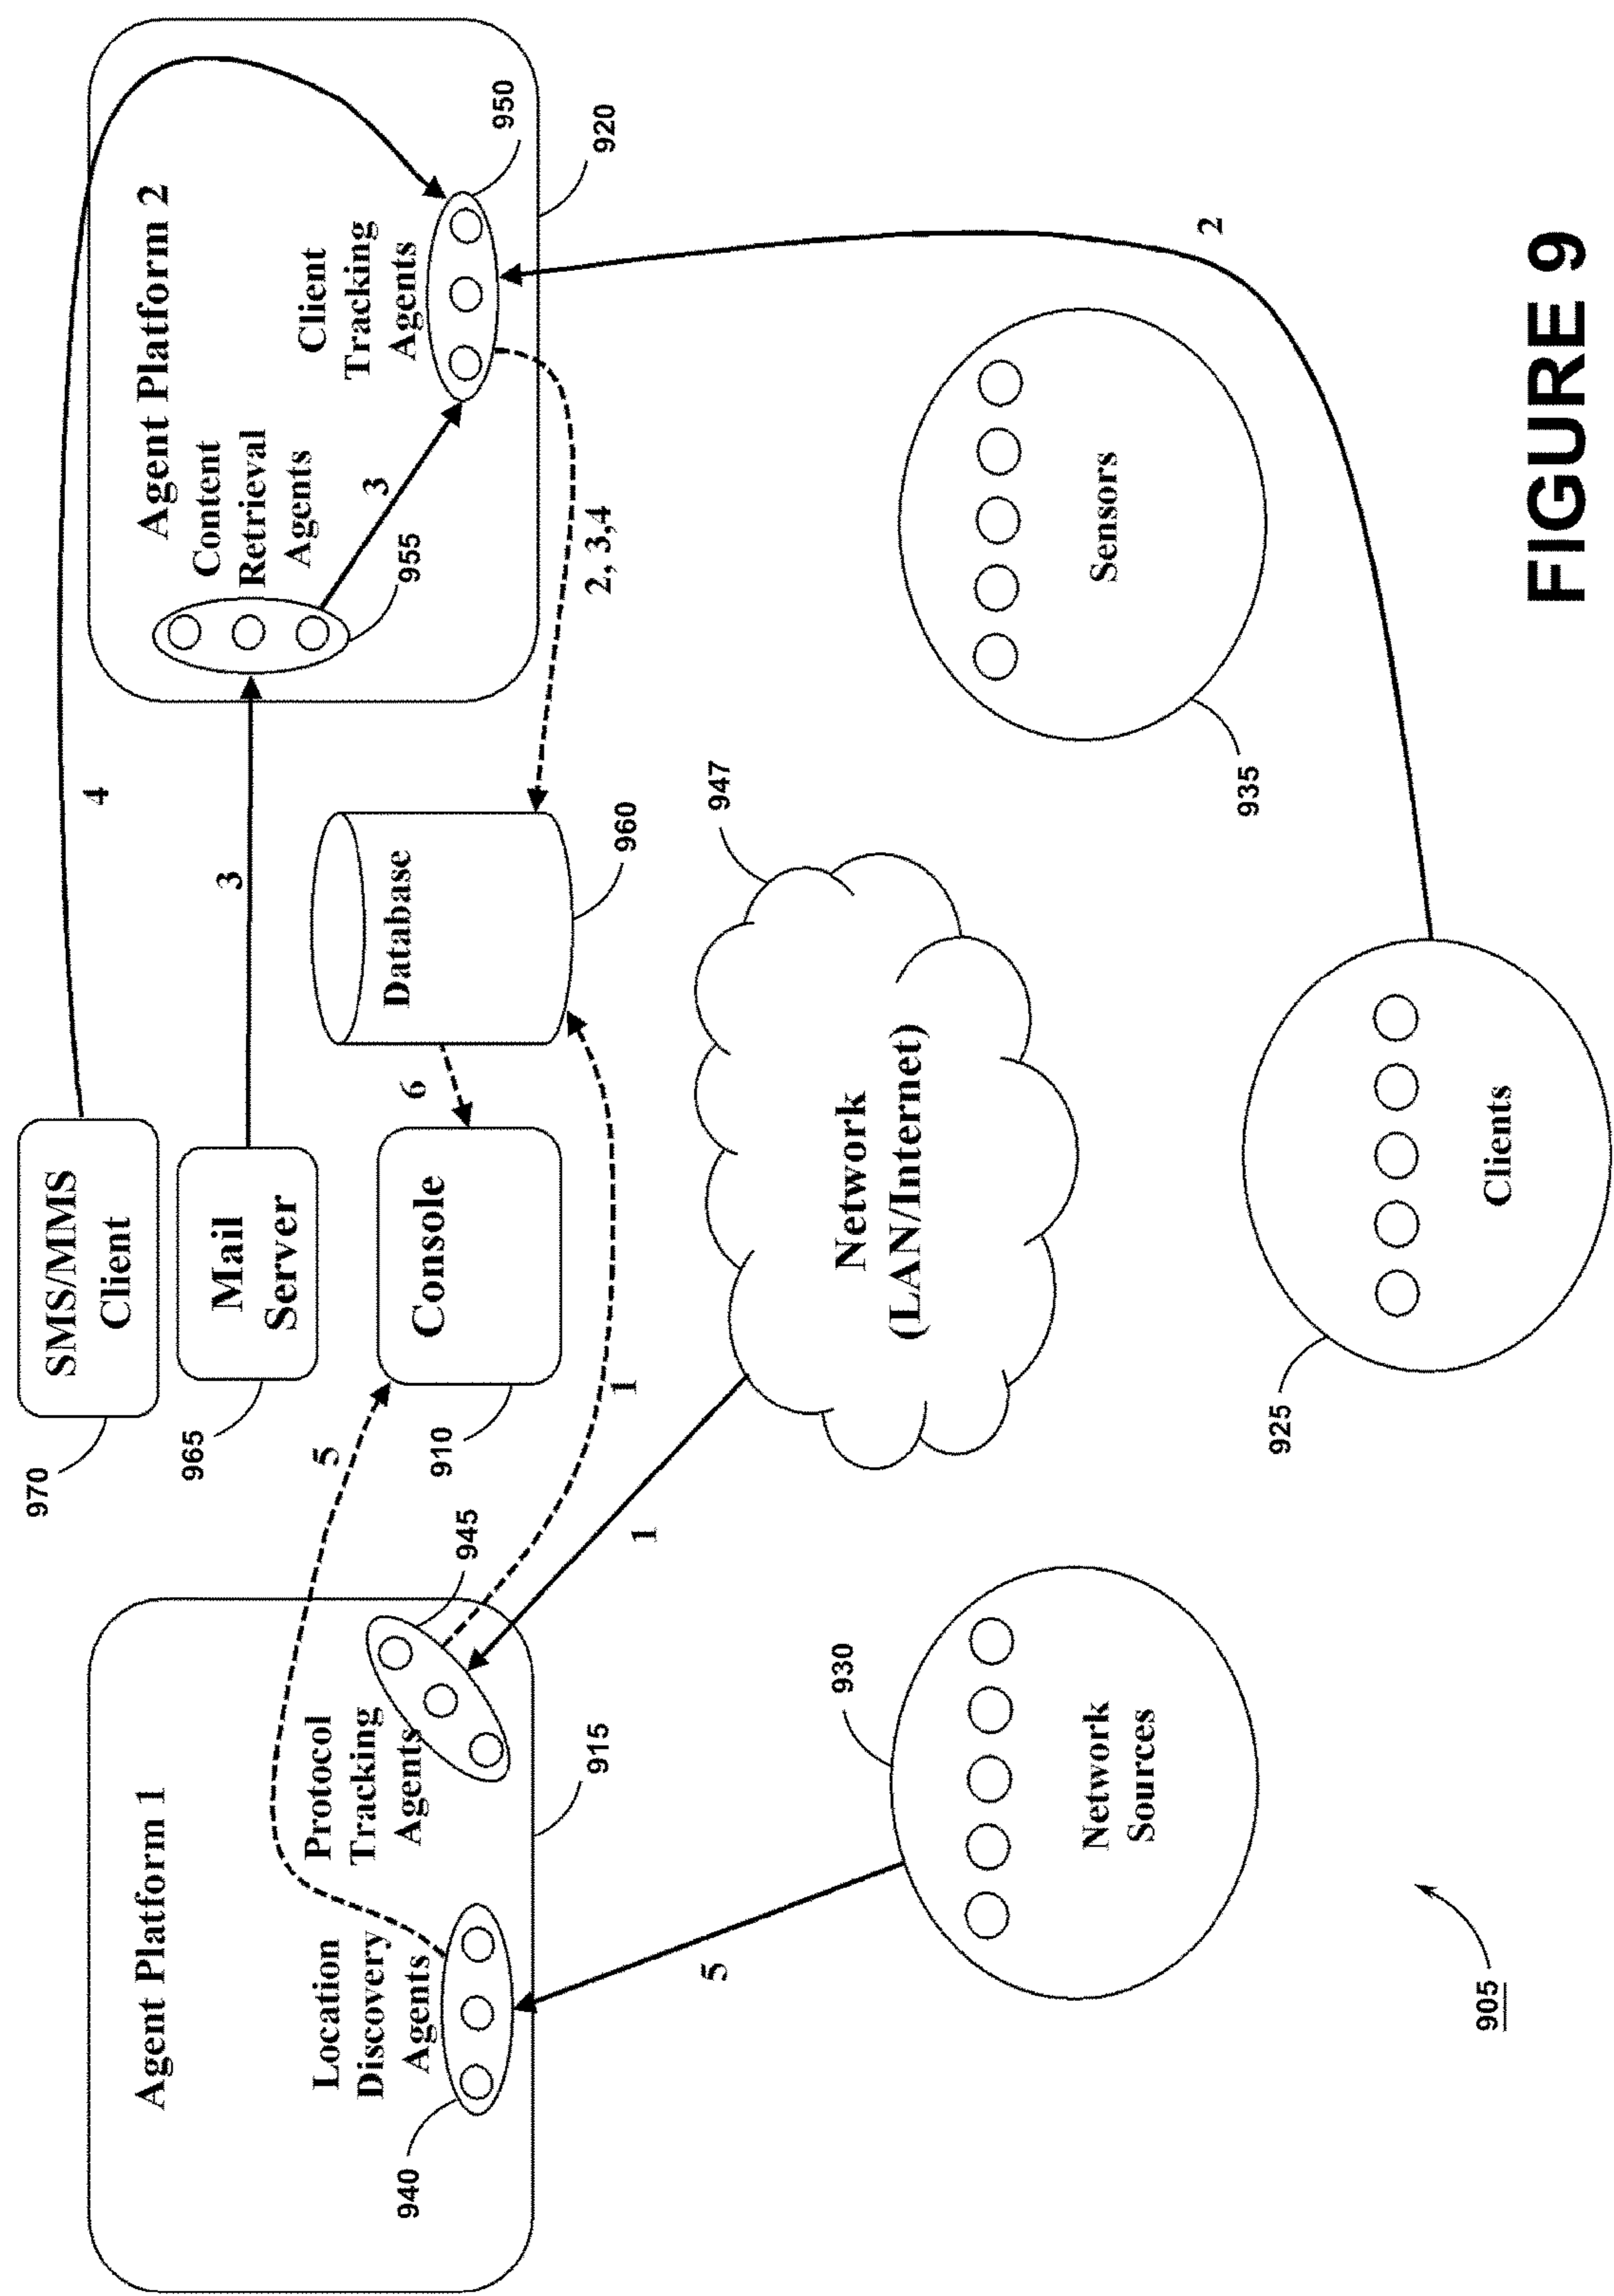 970
SMS/MMS
Client
965
Mail
Server
4
3
Agent Platform 2
Content
Retrieval
Agents
955
3
Client
Tracking
Agents
950
920
2, 3,4
Agent Platform 1
Location
Discovery
Agents
940
Protocol
Tracking
Agents
945
915
5
Console
910
6
Database
960
1
1
Network
(LAN/Internet)
947
5
930
Network
Sources
Sensors
935
2
925
Clients
905
FIGURE 9